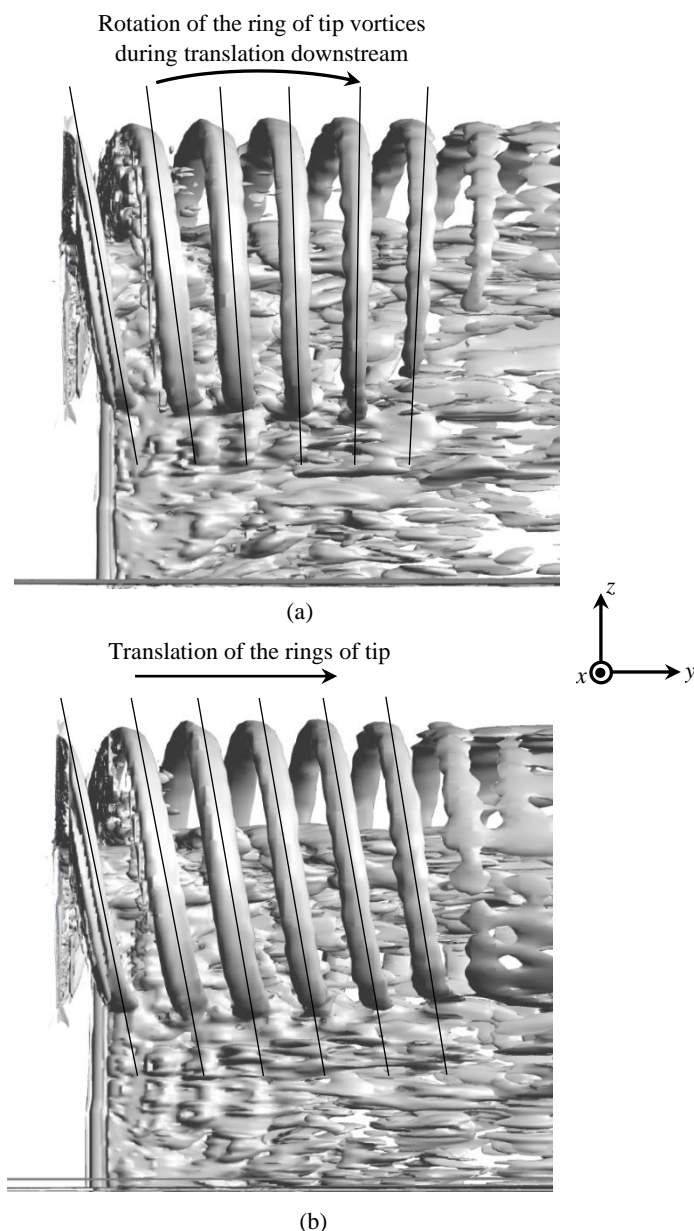 Rotation of the ring of tip vortices
during translation downstream
(a)
z
x
y
Translation of the rings of tip
(b)